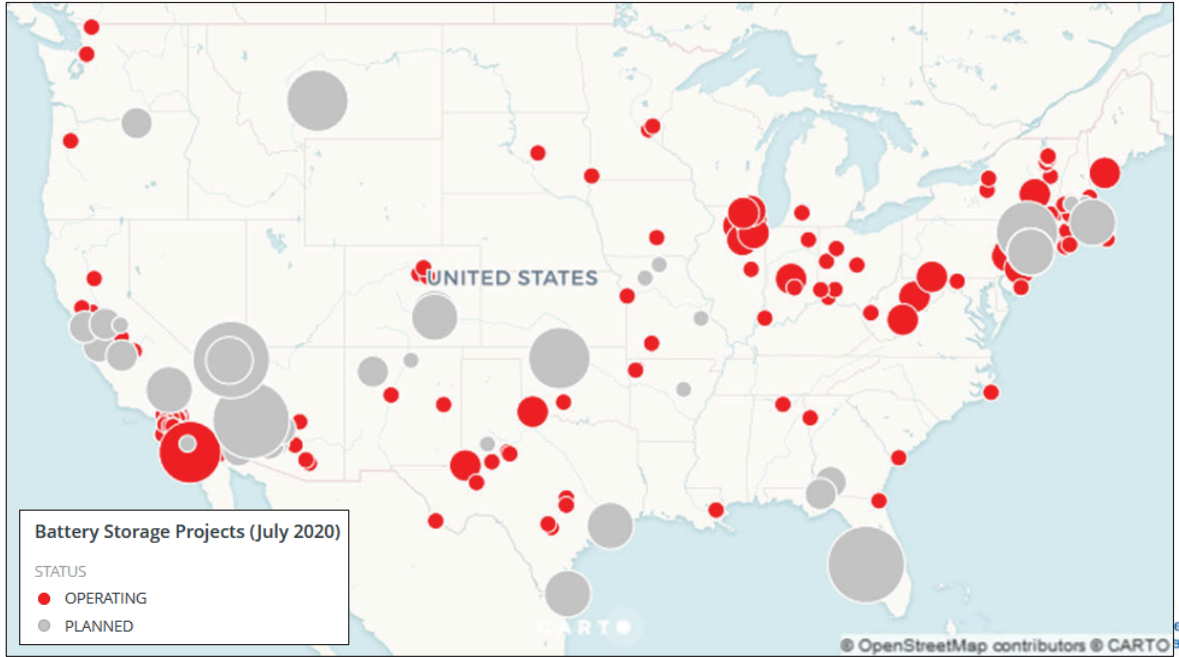 UNITED STATES
Battery Storage Projects (July 2020)
STATUS
OPERATING
PLANNED
CARTO
© OpenStreetMap contributors © CARTO